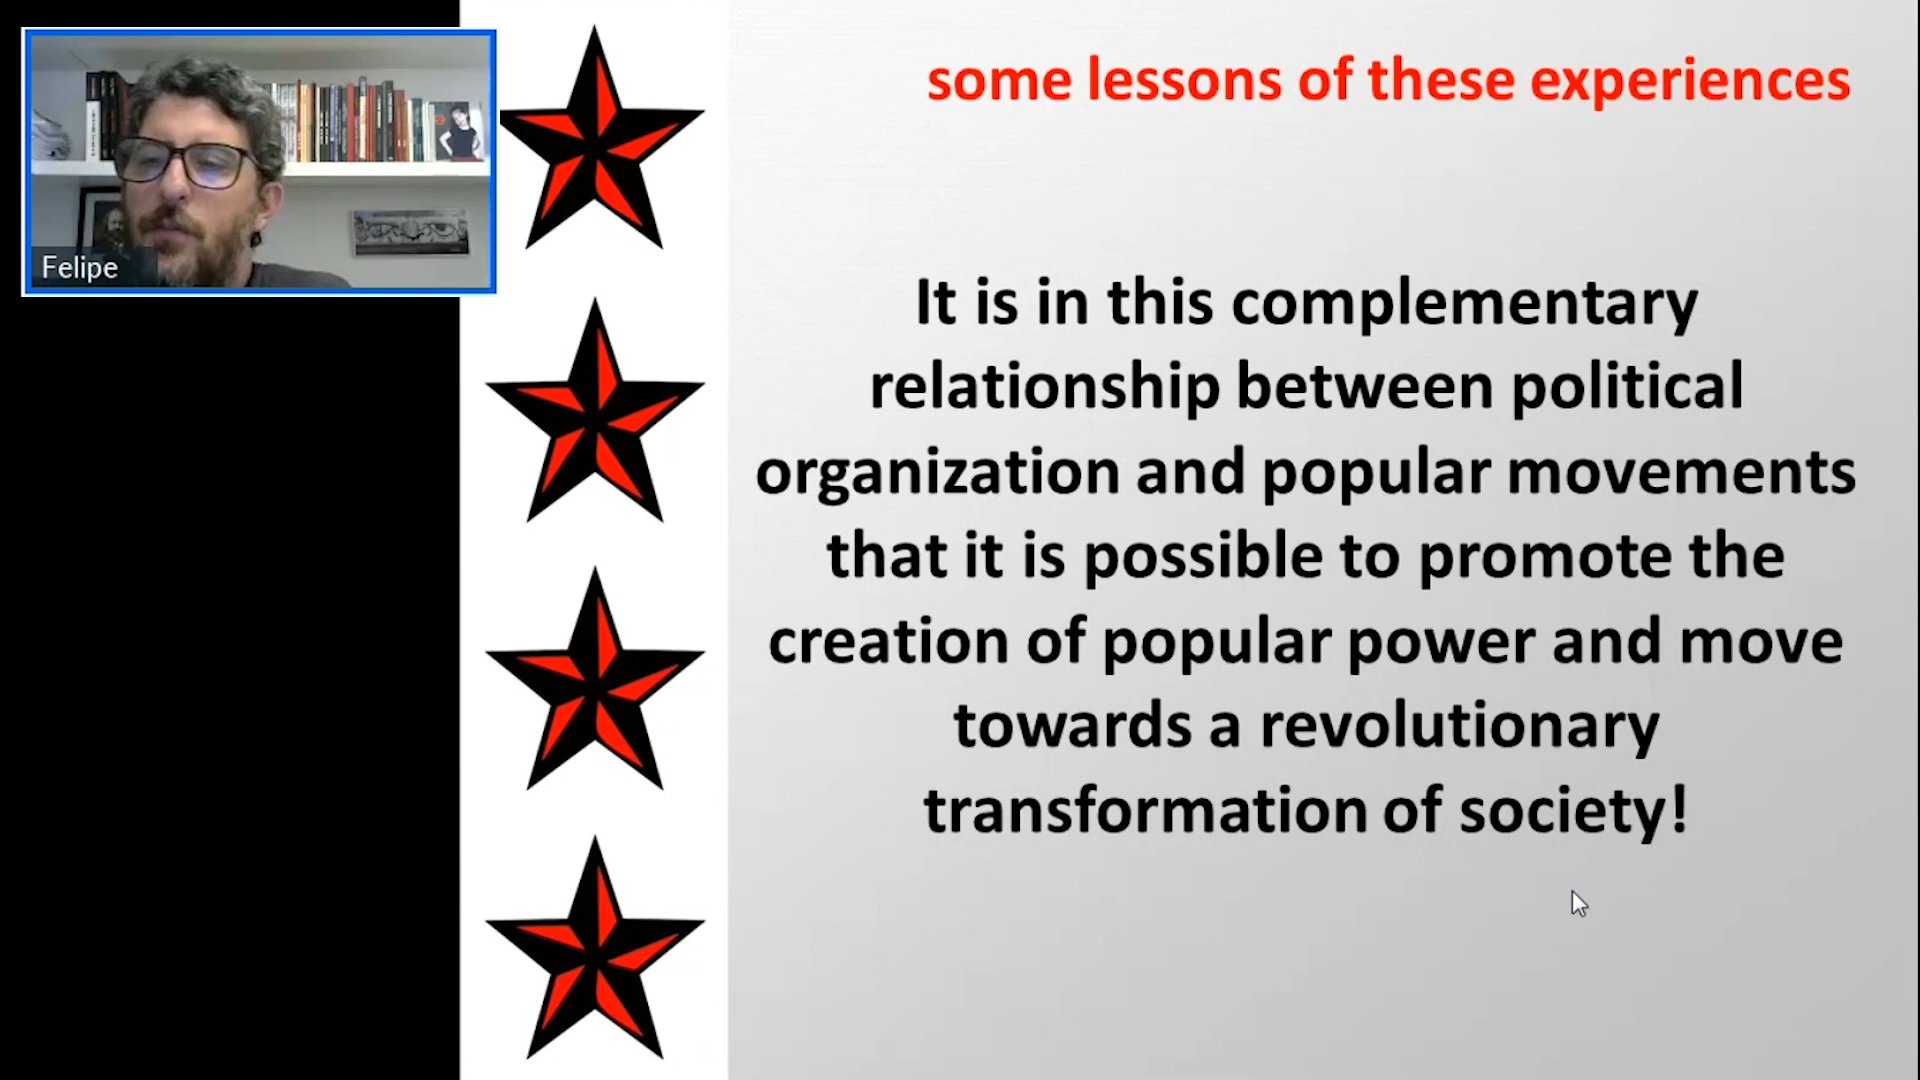 some lessons of these experiences
Felipe
It is in this complementary
relationship between political
organization and popular movements
that it is possible to promote the
creation of popular power and move
towards a revolutionary
transformation of society!